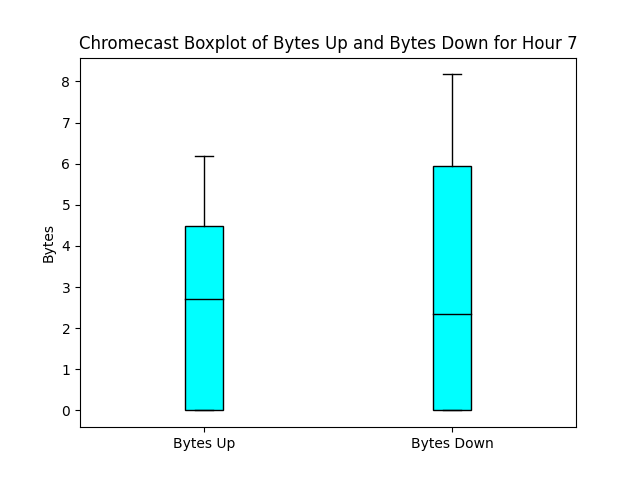 Chromecast Boxplot of Bytes Up and Bytes Down for Hour 7
8
7
6
5
4
3
2
1
0
Bytes
Bytes Up
Bytes Down